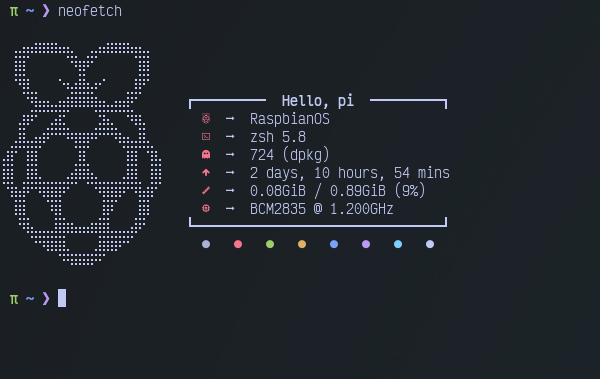 π ~ ❯ neofetch
Hello, pi
→ RaspbianOS
→ zsh 5.8
→ 724 (dpkg)
→ 2 days, 10 hours, 54 mins
→ 0.08GiB / 0.89GiB (9%)
→ BCM2835 @ 1.200GHz
π ~ ❯